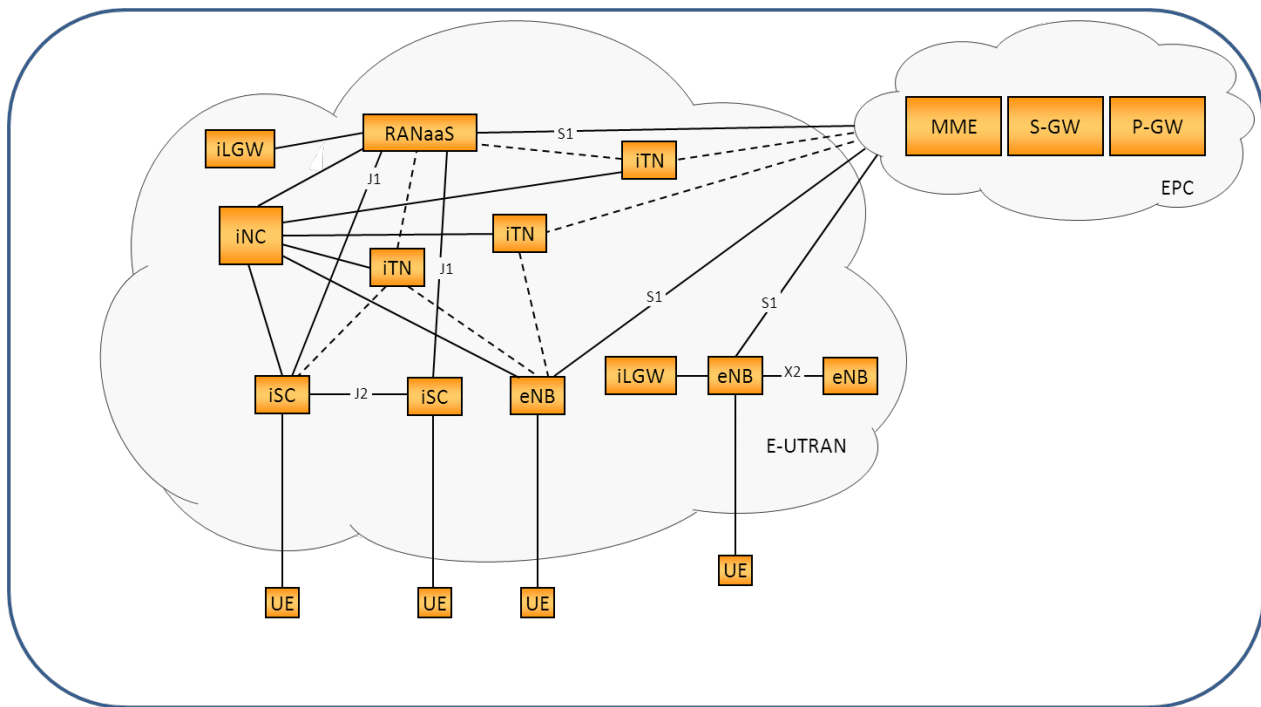 RANaaS
S1
MME
S-GW
P-GW
iLGW
iTN
J1
EPC
iNC
iTN
iTN
J1
S1
S1
iLGW
eNB
X2
eNB
iSC
J2
iSC
eNB
E-UTRAN
UE
UE
UE
UE